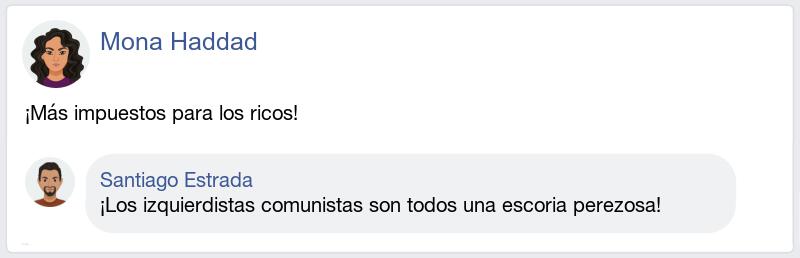 Mona Haddad
¡Más impuestos para los ricos!
Santiago Estrada
¡Los izquierdistas comunistas son todos una escoria perezosa!